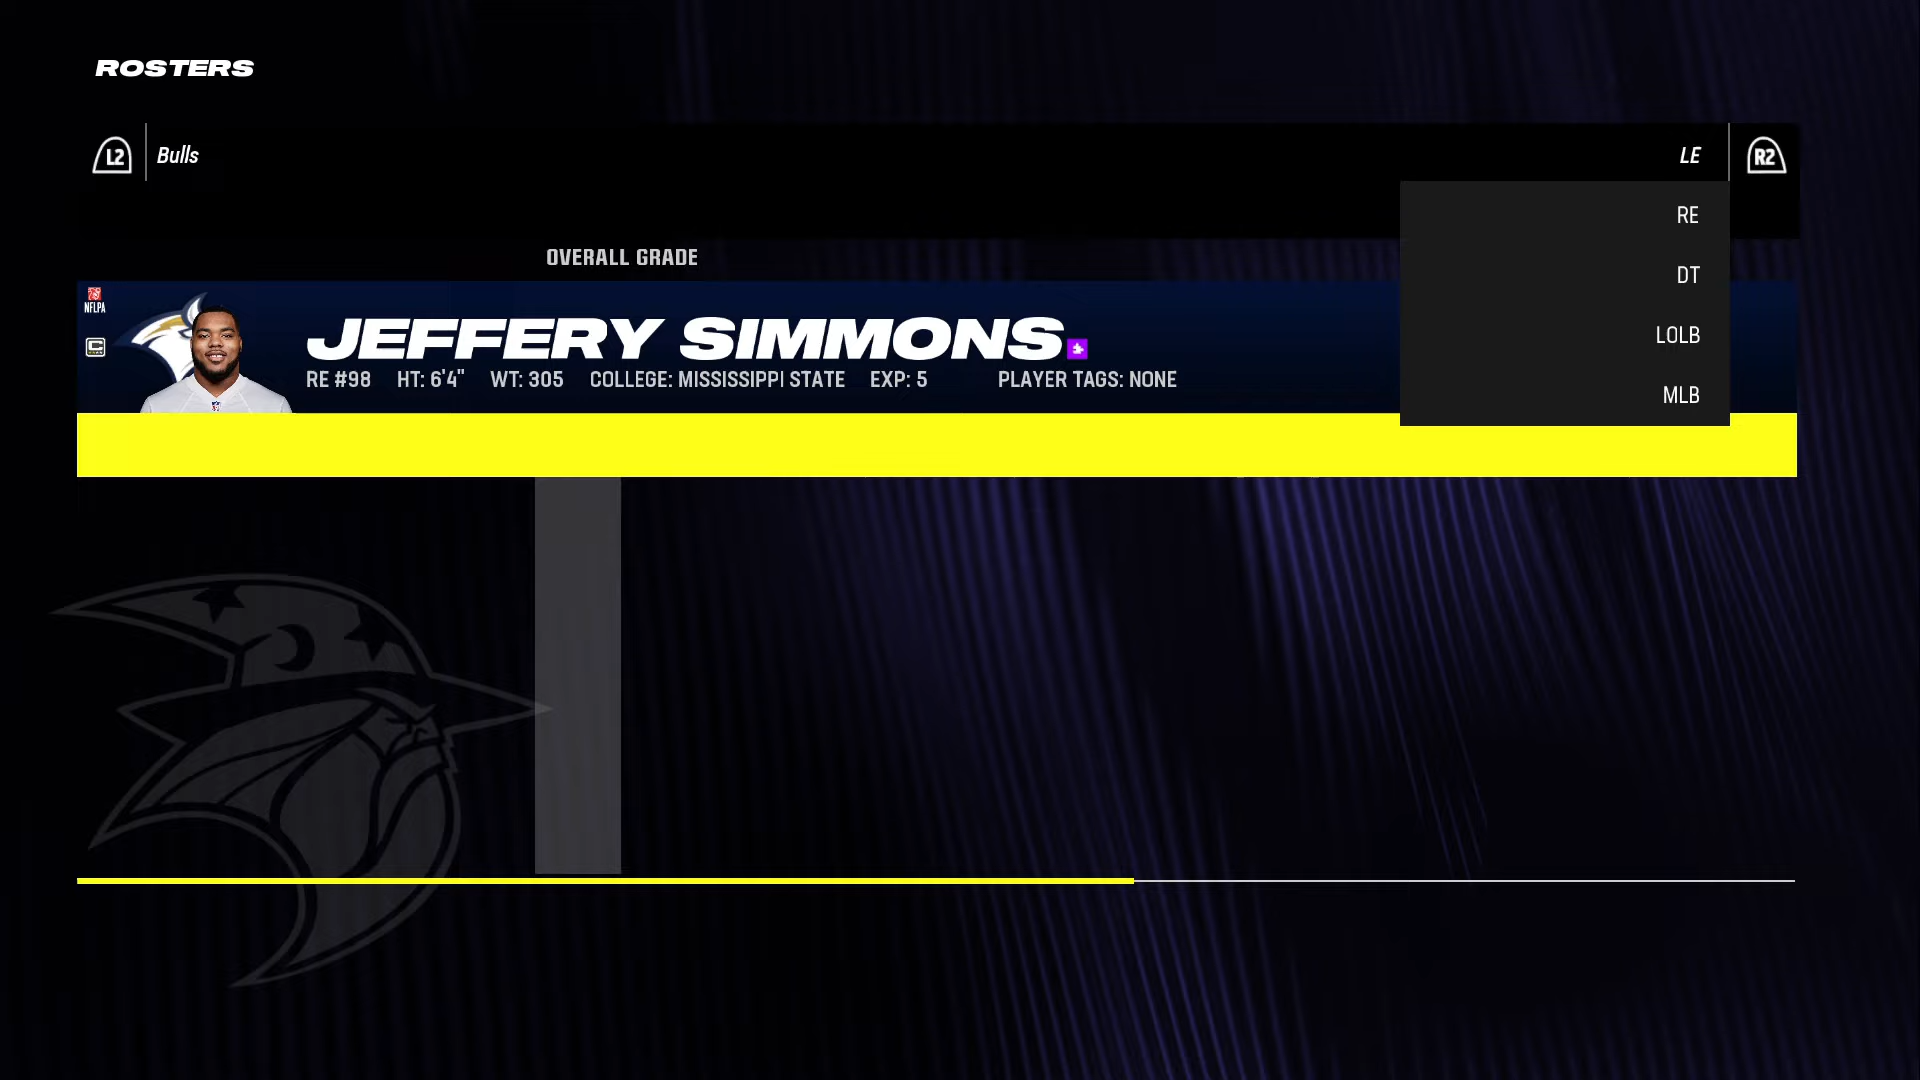 ROSTERS
L2 Bulls LE R2
RE
OVERALL GRADE
DT
NFLPA
JEFFERY SIMMONS
LOLB
C
RE #98 HT: 6'4" WT: 305 COLLEGE: MISSISSIPPI STATE EXP: 5 PLAYER TAGS: NONE
MLB